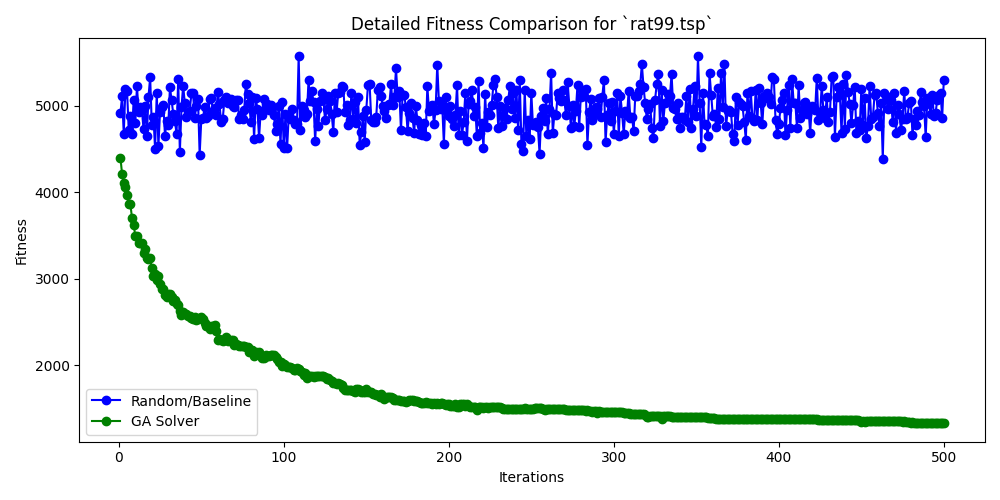 Detailed Fitness Comparison for `rat99.tsp`
Fitness
5000
4000
3000
2000
Random/Baseline
GA Solver
0 100 200 300 400 500
Iterations